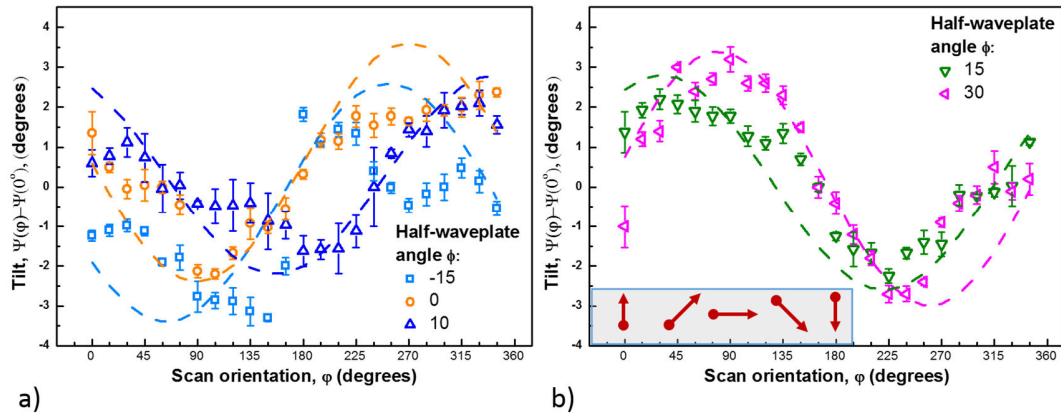 4
3
2
1
0
-1
-2
-3
-4
Tilt, Ψ(φ)−Ψ(0°), (degrees)
Half-waveplate
angle ϕ:
-15
0
10
0 45 90 135 180 225 270 315 360
Scan orientation, φ (degrees)
a)
4
3
2
1
0
-1
-2
-3
-4
Tilt, Ψ(φ)−Ψ(0°), (degrees)
Half-waveplate
angle ϕ:
15
30
0 45 90 135 180 225 270 315 360
Scan orientation, φ (degrees)
b)